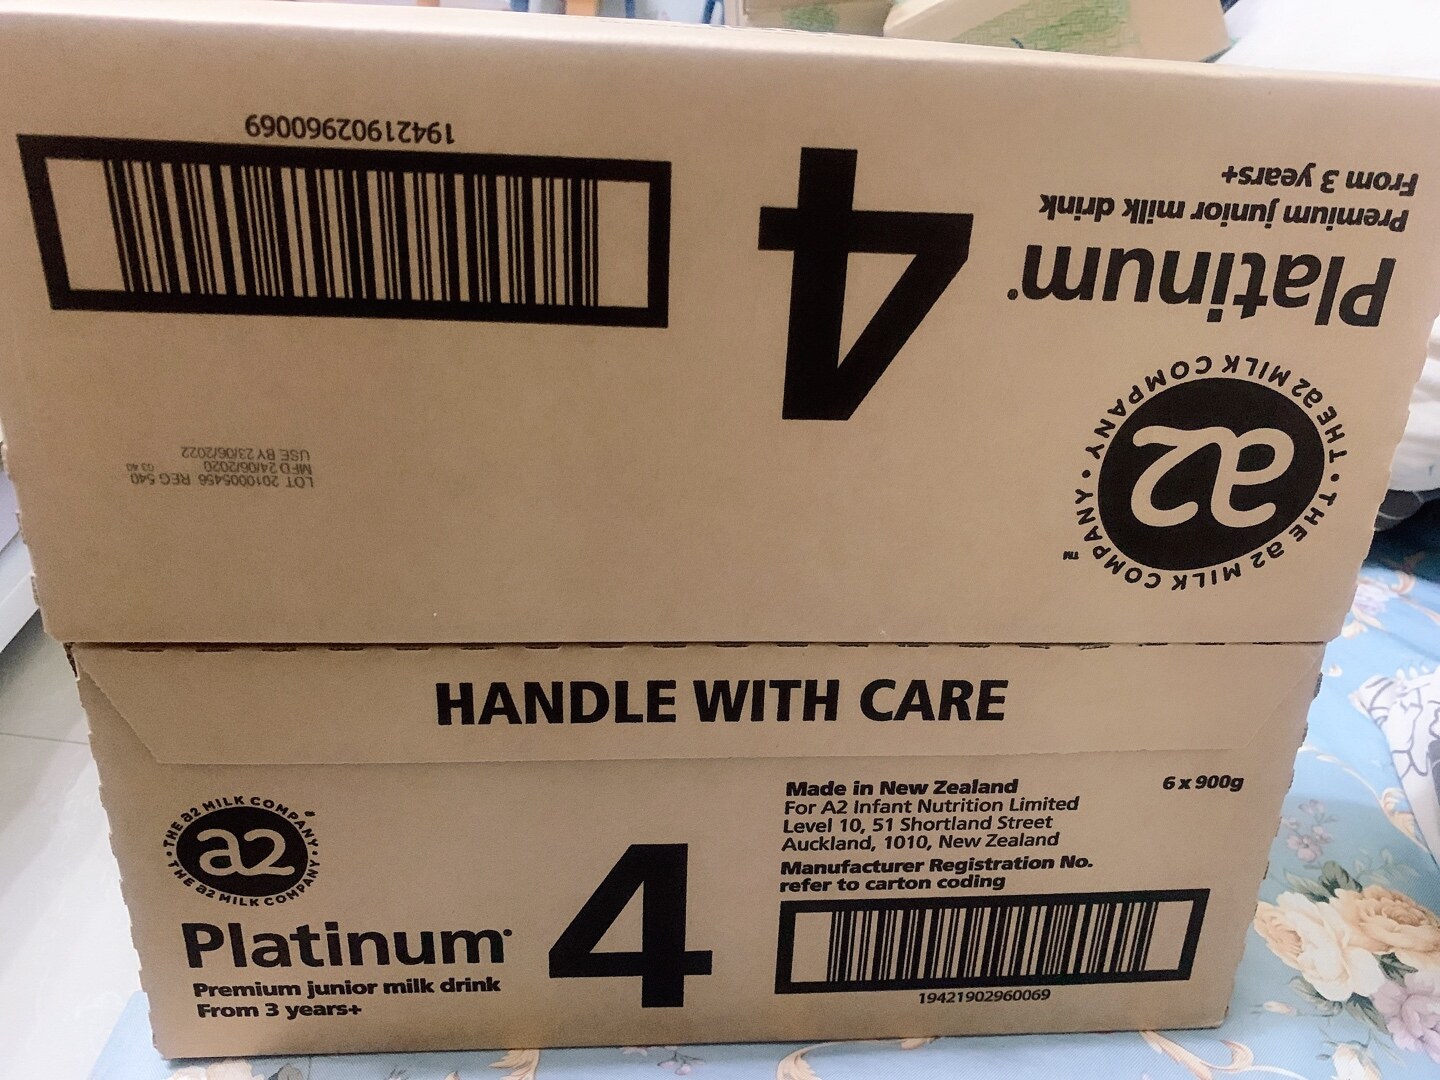 19421902960069
4
From 3 years+
Premium junior milk drink
Platinum
THE a2 MILK COMPANY • THE a2 MILK COMPANY •
a2
TM
USE BY 23/06/2022
MFD 24/06/2020 03 40
LOT 2010005456 REG 540
HANDLE WITH CARE
THE a2 MILK COMPANY • THE a2 MILK COMPANY •
a2
Platinum
Premium junior milk drink
From 3 years+
4
Made in New Zealand
For A2 Infant Nutrition Limited
Level 10, 51 Shortland Street
Auckland, 1010, New Zealand
Manufacturer Registration No.
refer to carton coding
6 x 900g
19421902960069